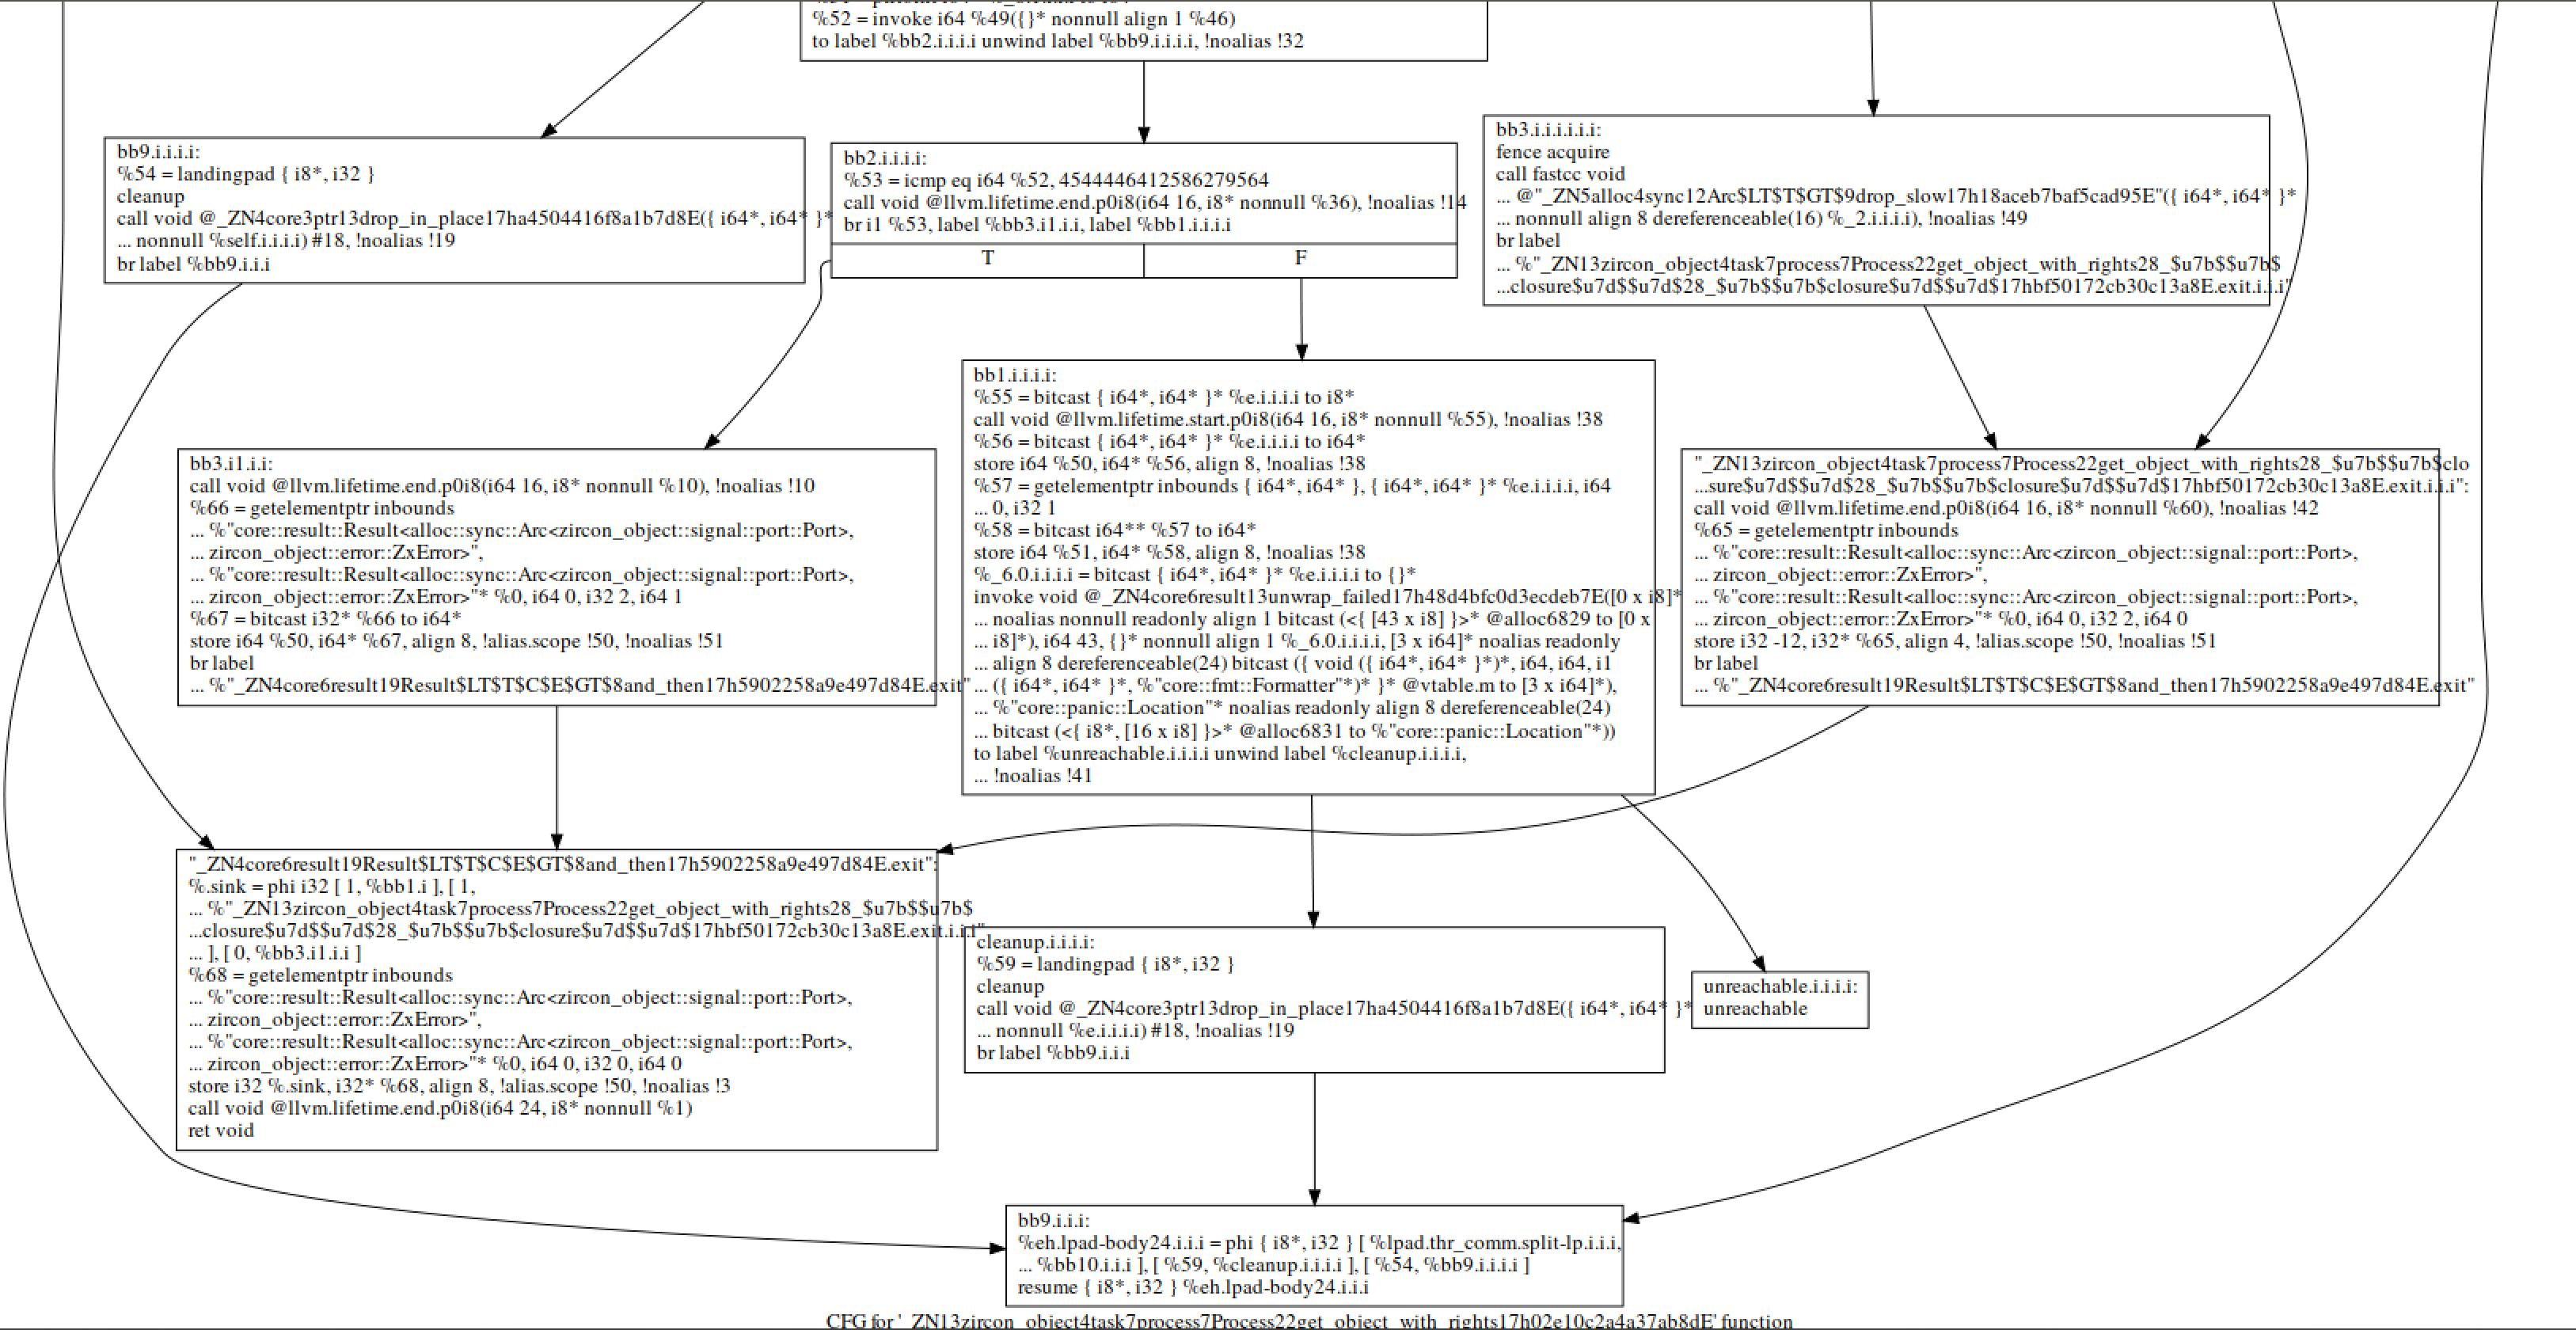 %52 = invoke i64 %49({}* nonnull align 1 %46)
to label %bb2.i.i.i.i unwind label %bb9.i.i.i.i, !noalias !32
bb9.i.i.i.i:
%54 = landingpad { i8*, i32 }
cleanup
call void @_ZN4core3ptr13drop_in_place17ha4504416f8a1b7d8E({ i64*, i64* }*
... nonnull %self.i.i.i.i) #18, !noalias !19
br label %bb9.i.i.i
bb2.i.i.i.i:
%53 = icmp eq i64 %52, 4544446412586279564
call void @llvm.lifetime.end.p0i8(i64 16, i8* nonnull %36), !noalias !14
br i1 %53, label %bb3.i1.i.i, label %bb1.i.i.i.i
T
F
bb3.i.i.i.i.i.i:
fence acquire
call fastcc void
... @"_ZN5alloc4sync12Arc$LT$T$GT$9drop_slow17h18aceb7baf5cad95E"({ i64*, i64* }*
... nonnull align 8 dereferenceable(16) %_2.i.i.i.i), !noalias !49
br label
... %"_ZN13zircon_object4task7process7Process22get_object_with_rights28_$u7b$$u7b$
...closure$u7d$$u7d$28_$u7b$$u7b$closure$u7d$$u7d$17hbf50172cb30c13a8E.exit.i.i.i"
bb3.i1.i.i:
call void @llvm.lifetime.end.p0i8(i64 16, i8* nonnull %10), !noalias !10
%66 = getelementptr inbounds
... %"core::result::Result<alloc::sync::Arc<zircon_object::signal::port::Port>,
... zircon_object::error::ZxError>",
... %"core::result::Result<alloc::sync::Arc<zircon_object::signal::port::Port>,
... zircon_object::error::ZxError>"* %0, i64 0, i32 2, i64 1
%67 = bitcast i32* %66 to i64*
store i64 %50, i64* %67, align 8, !alias.scope !50, !noalias !51
br label
... %"_ZN4core6result19Result$LT$T$C$E$GT$8and_then17h5902258a9e497d84E.exit"
bb1.i.i.i.i:
%55 = bitcast { i64*, i64* }* %e.i.i.i.i to i8*
call void @llvm.lifetime.start.p0i8(i64 16, i8* nonnull %55), !noalias !38
%56 = bitcast { i64*, i64* }* %e.i.i.i.i to i64*
store i64 %50, i64* %56, align 8, !noalias !38
%57 = getelementptr inbounds { i64*, i64* }, { i64*, i64* }* %e.i.i.i.i, i64
... 0, i32 1
%58 = bitcast i64** %57 to i64*
store i64 %51, i64* %58, align 8, !noalias !38
%_6.0.i.i.i.i = bitcast { i64*, i64* }* %e.i.i.i.i to {}*
invoke void @_ZN4core6result13unwrap_failed17h48d4bfc0d3ecdeb7E([0 x i8]*
... noalias nonnull readonly align 1 bitcast (<{ [43 x i8] }>* @alloc6829 to [0 x
... i8]*), i64 43, {}* nonnull align 1 %_6.0.i.i.i.i, [3 x i64]* noalias readonly
... align 8 dereferenceable(24) bitcast ({ void ({ i64*, i64* }*)*, i64, i64, i1
... ({ i64*, i64* }*, %"core::fmt::Formatter"*)* }* @vtable.m to [3 x i64]*),
... %"core::panic::Location"* noalias readonly align 8 dereferenceable(24)
... bitcast (<{ i8*, [16 x i8] }>* @alloc6831 to %"core::panic::Location"*))
to label %unreachable.i.i.i.i unwind label %cleanup.i.i.i.i,
... !noalias !41
"_ZN13zircon_object4task7process7Process22get_object_with_rights28_$u7b$$u7b$clo
...sure$u7d$$u7d$28_$u7b$$u7b$closure$u7d$$u7d$17hbf50172cb30c13a8E.exit.i.i.i":
call void @llvm.lifetime.end.p0i8(i64 16, i8* nonnull %60), !noalias !42
%65 = getelementptr inbounds
... %"core::result::Result<alloc::sync::Arc<zircon_object::signal::port::Port>,
... zircon_object::error::ZxError>",
... %"core::result::Result<alloc::sync::Arc<zircon_object::signal::port::Port>,
... zircon_object::error::ZxError>"* %0, i64 0, i32 2, i64 0
store i32 -12, i32* %65, align 4, !alias.scope !50, !noalias !51
br label
... %"_ZN4core6result19Result$LT$T$C$E$GT$8and_then17h5902258a9e497d84E.exit"
"_ZN4core6result19Result$LT$T$C$E$GT$8and_then17h5902258a9e497d84E.exit":
%.sink = phi i32 [ 1, %bb1.i ], [ 1,
... %"_ZN13zircon_object4task7process7Process22get_object_with_rights28_$u7b$$u7b$
...closure$u7d$$u7d$28_$u7b$$u7b$closure$u7d$$u7d$17hbf50172cb30c13a8E.exit.i.i.i"
... ], [ 0, %bb3.i1.i.i ]
%68 = getelementptr inbounds
... %"core::result::Result<alloc::sync::Arc<zircon_object::signal::port::Port>,
... zircon_object::error::ZxError>",
... %"core::result::Result<alloc::sync::Arc<zircon_object::signal::port::Port>,
... zircon_object::error::ZxError>"* %0, i64 0, i32 0, i64 0
store i32 %.sink, i32* %68, align 8, !alias.scope !50, !noalias !3
call void @llvm.lifetime.end.p0i8(i64 24, i8* nonnull %1)
ret void
cleanup.i.i.i.i:
%59 = landingpad { i8*, i32 }
cleanup
call void @_ZN4core3ptr13drop_in_place17ha4504416f8a1b7d8E({ i64*, i64* }*
... nonnull %e.i.i.i.i) #18, !noalias !19
br label %bb9.i.i.i
unreachable.i.i.i.i:
unreachable
bb9.i.i.i:
%eh.lpad-body24.i.i.i = phi { i8*, i32 } [ %lpad.thr_comm.split-lp.i.i.i,
... %bb10.i.i.i ], [ %59, %cleanup.i.i.i.i ], [ %54, %bb9.i.i.i.i ]
resume { i8*, i32 } %eh.lpad-body24.i.i.i
CFG for '_ZN13zircon_object4task7process7Process22get_object_with_rights17h02e10c2a4a37ab8dE' function